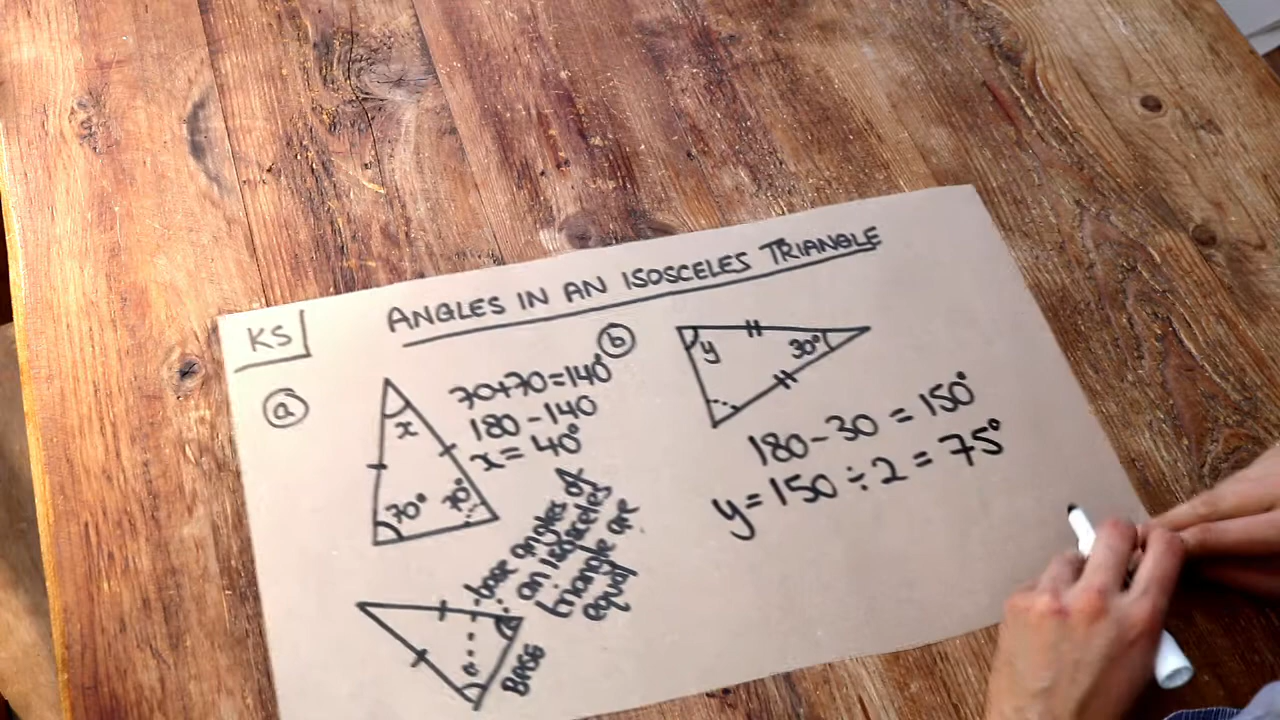 KS
ANGLES IN AN ISOSCELES TRIANGLE
a
x
70°
70°
70+70=140°
180-140
x=40°
base angles of
an isosceles
triangle are
equal
BASE
b
y
30°
180-30=150°
y=150÷2=75°